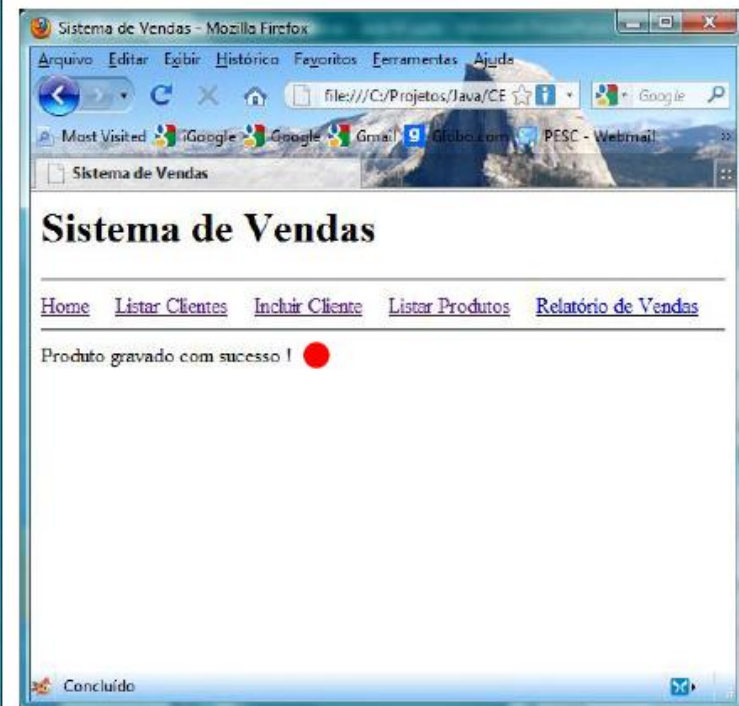 Sistema de Vendas - Mozilla Firefox
Arquivo Editar Exibir Histórico Favoritos Ferramentas Ajuda
file:///C:/Projetos/Java/CE Google
Most Visited iGoogle Google Gmail Globo.com PESC - Webmail
Sistema de Vendas
Sistema de Vendas
Home Listar Clientes Incluir Cliente Listar Produtos Relatório de Vendas
Produto gravado com sucesso !
Concluído